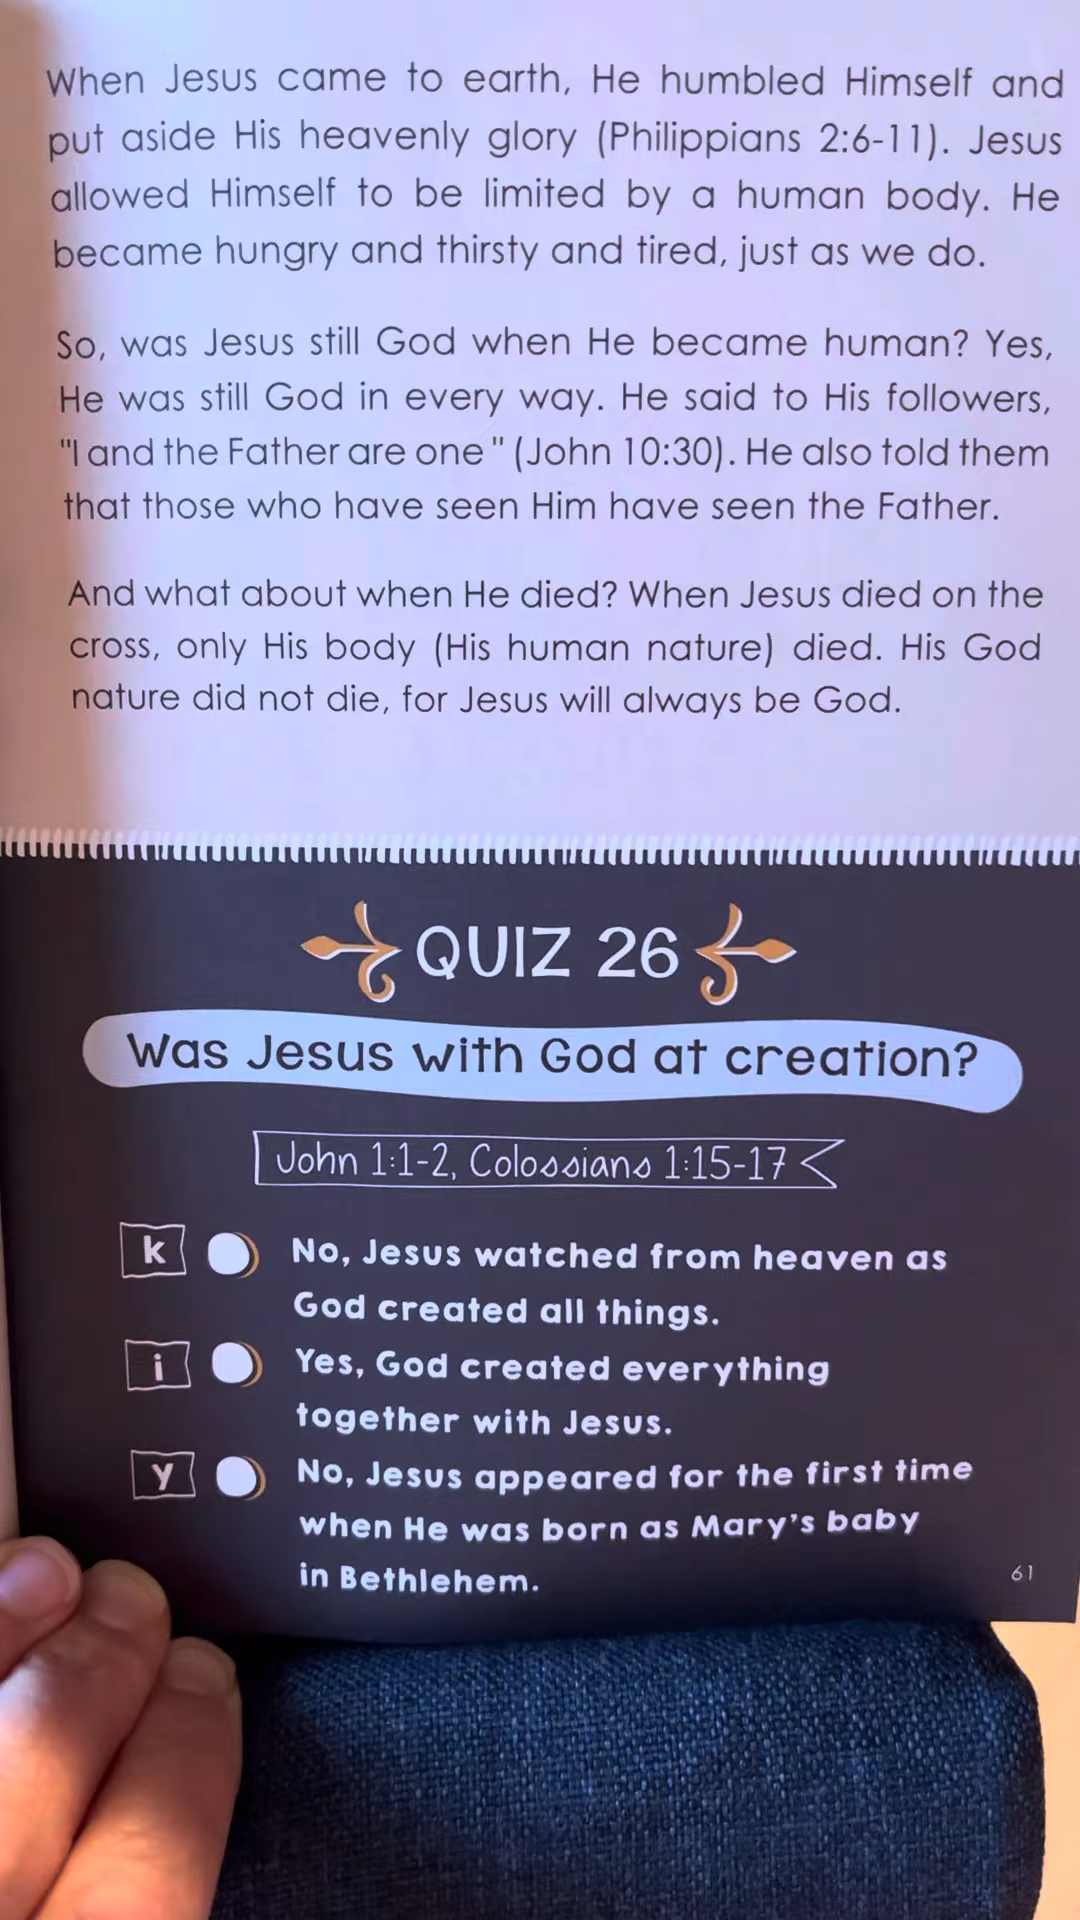 When Jesus came to earth, He humbled Himself and
put aside His heavenly glory (Philippians 2:6-11). Jesus
allowed Himself to be limited by a human body. He
became hungry and thirsty and tired, just as we do.
So, was Jesus still God when He became human? Yes,
He was still God in every way. He said to His followers,
"I and the Father are one" (John 10:30). He also told them
that those who have seen Him have seen the Father.
And what about when He died? When Jesus died on the
cross, only His body (His human nature) died. His God
nature did not die, for Jesus will always be God.
QUIZ 26
Was Jesus with God at creation?
John 1:1-2, Colossians 1:15-17
k No, Jesus watched from heaven as
God created all things.
i Yes, God created everything
together with Jesus.
y No, Jesus appeared for the first time
when He was born as Mary's baby
in Bethlehem.
61